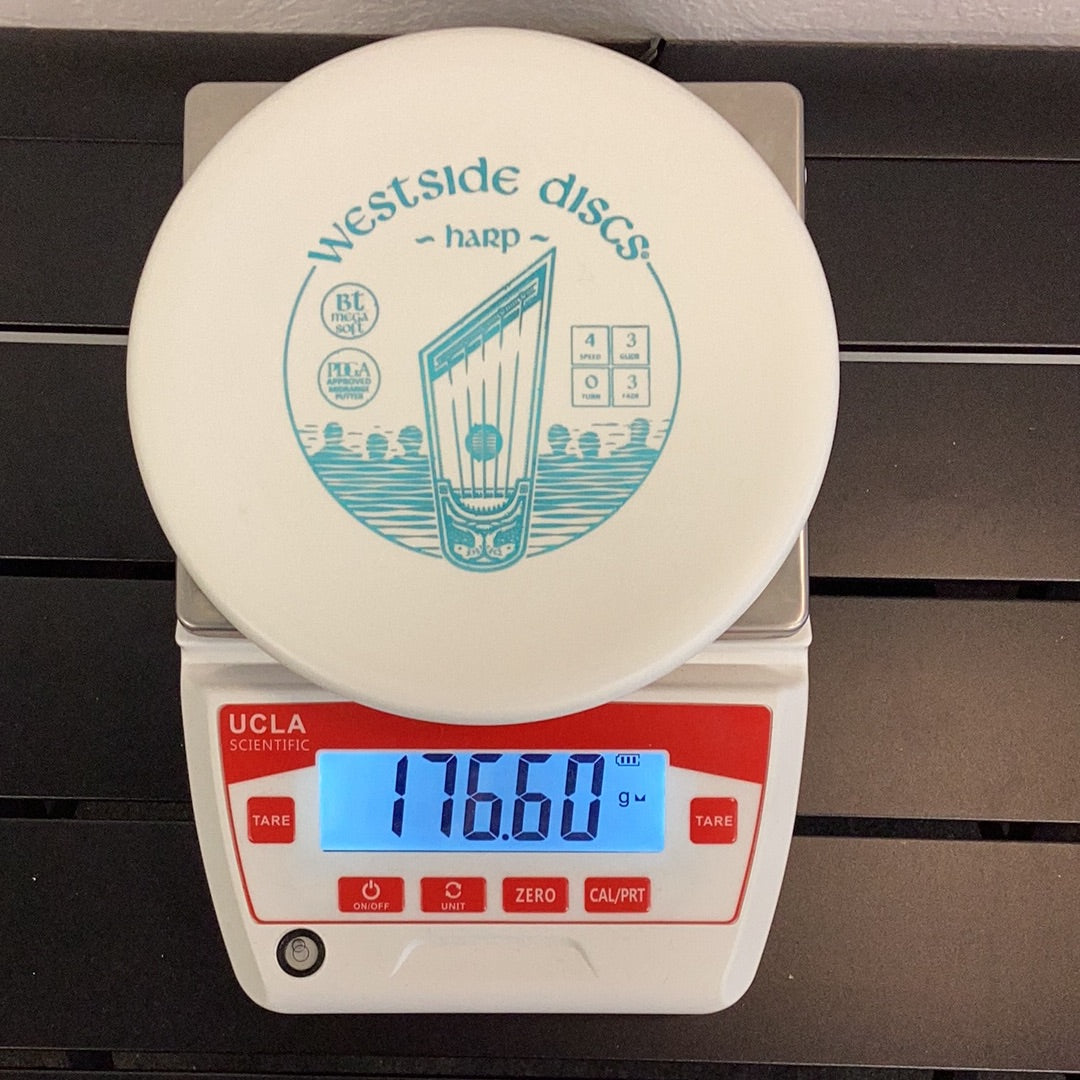 Westside Discs®
~ harp ~
Bt
mega
soft
PDGA
APPROVED
MIDRANGE
PUTTER
4 3
SPEED GLIDE
0 3
TURN FADE
UCLA
SCIENTIFIC
176.60 g
TARE TARE
ON/OFF UNIT ZERO CAL/PRT